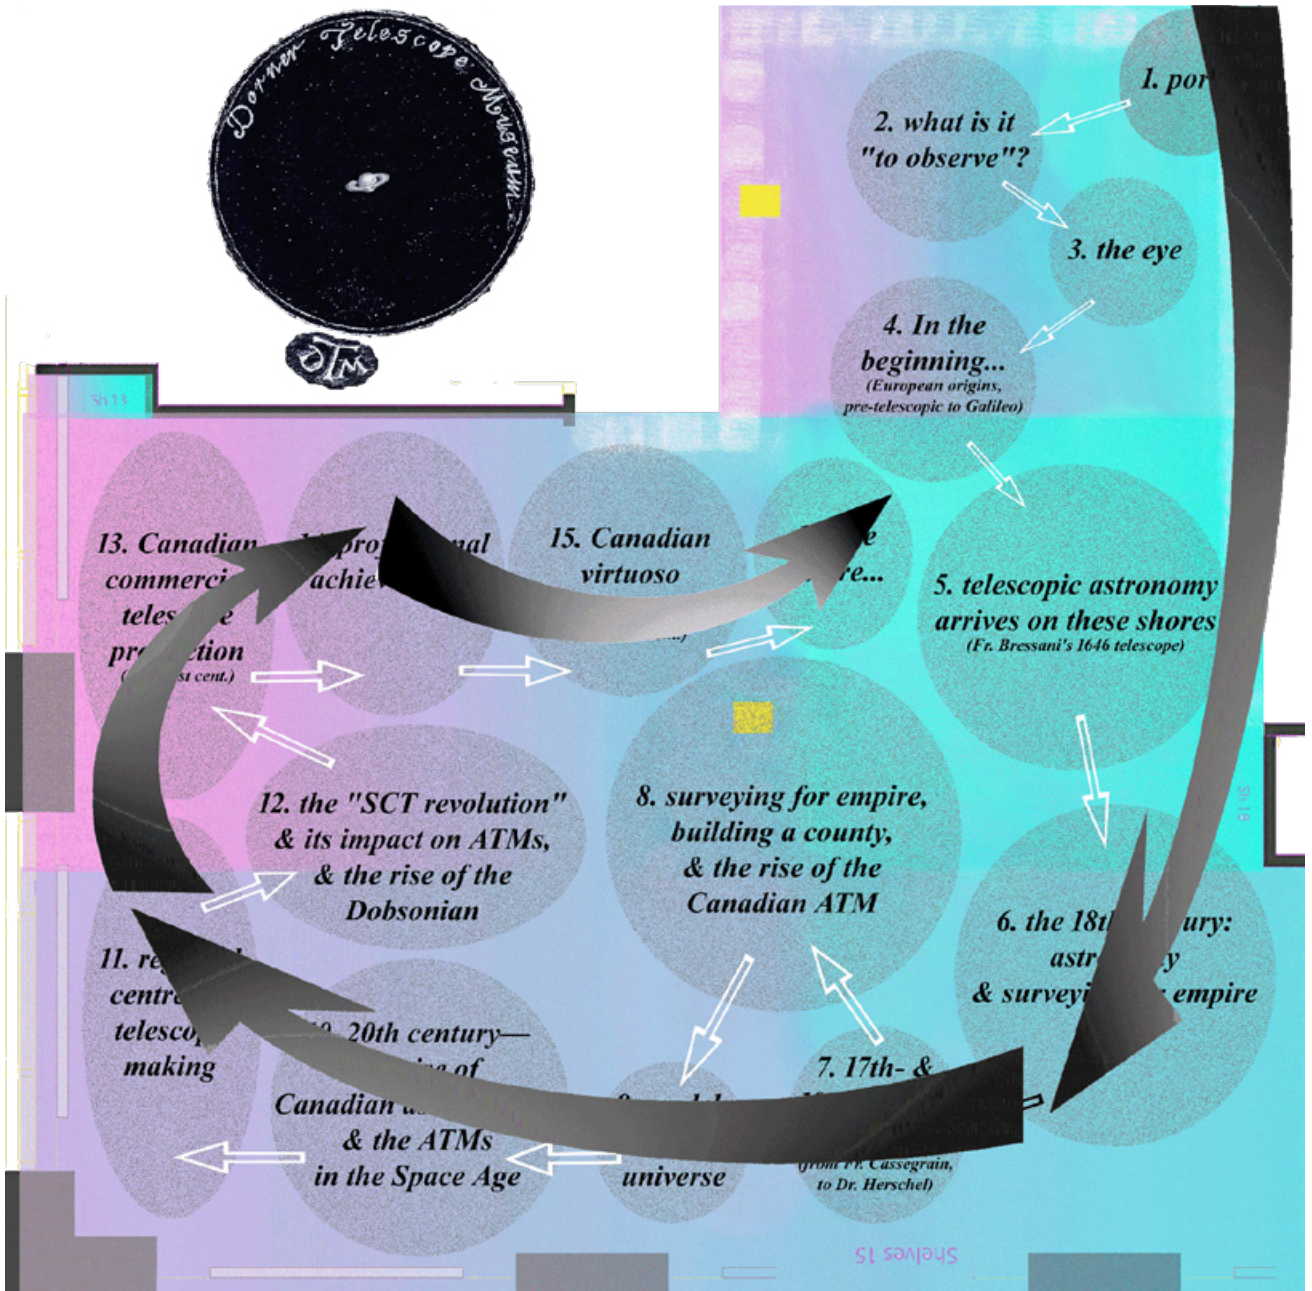 Dorner Telescope Museum
DTM
1. por
2. what is it
"to observe"?
3. the eye
4. In the
beginning...
(European origins,
pre-telescopic to Galileo)
5. telescopic astronomy
arrives on these shores
(Fr. Bressani's 1646 telescope)
6. the 18th
& surveyi empire
7. 17th- &
(from Fr. Cassegrain,
to Dr. Herschel)
8. surveying for empire,
building a county,
& the rise of the
Canadian ATM
universe
20th century—
of
Canadian
& the ATMs
in the Space Age
11.
centre
telescop
making
12. the "SCT revolution"
& its impact on ATMs,
& the rise of the
Dobsonian
13. Canadian
commerci
cent.)
15. Canadian
virtuoso
Sh 13
Sh 18
Shelves 15